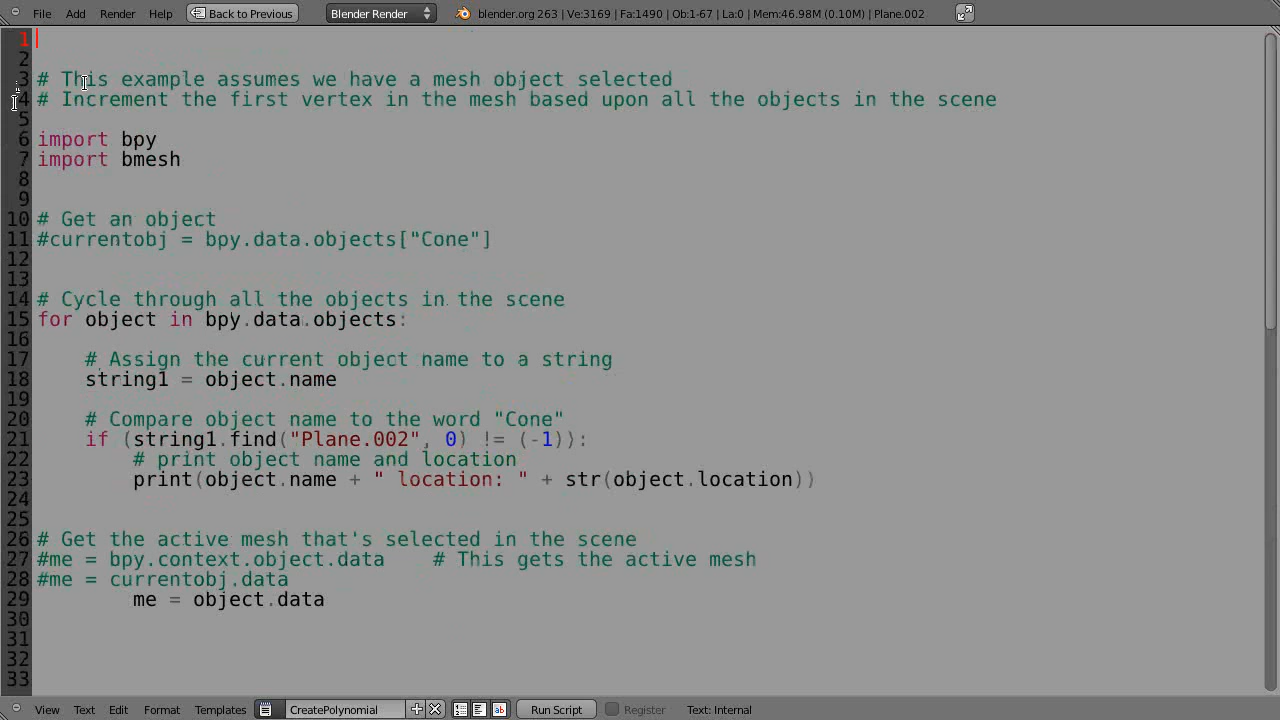 File Add Render Help Back to Previous Blender Render blender.org 263 | Ve:3169 | Fa:1490 | Ob:1-67 | La:0 | Mem:46.98M (0.10M) | Plane.002
1
2
3 # This example assumes we have a mesh object selected
4 # Increment the first vertex in the mesh based upon all the objects in the scene
5
6 import bpy
7 import bmesh
8
9
10 # Get an object
11 #currentobj = bpy.data.objects["Cone"]
12
13
14 # Cycle through all the objects in the scene
15 for object in bpy.data.objects:
16
17     # Assign the current object name to a string
18     string1 = object.name
19
20     # Compare object name to the word "Cone"
21     if (string1.find("Plane.002", 0) != (-1)):
22         # print object name and location
23         print(object.name + " location: " + str(object.location))
24
25
26 # Get the active mesh that's selected in the scene
27 #me = bpy.context.object.data    # This gets the active mesh
28 #me = currentobj.data
29         me = object.data
30
31
32
33
View Text Edit Format Templates CreatePolynomial Run Script Register Text: Internal